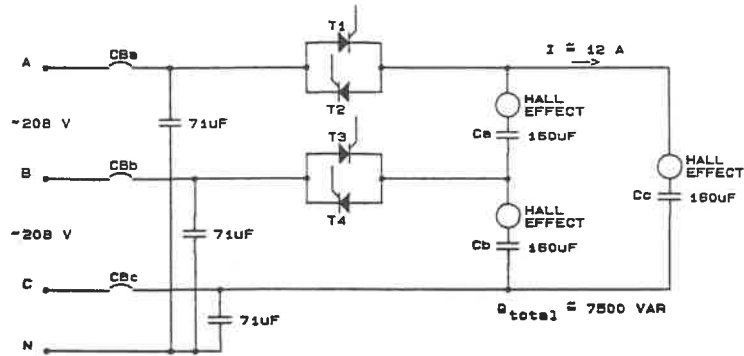 T1
CBa
I ≅ 12 A
A
T2
HALL
EFFECT
71uF
Ca
160uF
~208 V
T3
CBb
HALL
EFFECT
Cc
160uF
B
T4
HALL
EFFECT
71uF
~208 V
Cb
160uF
CBc
C
Qtotal ≅ 7500 VAR
71uF
N